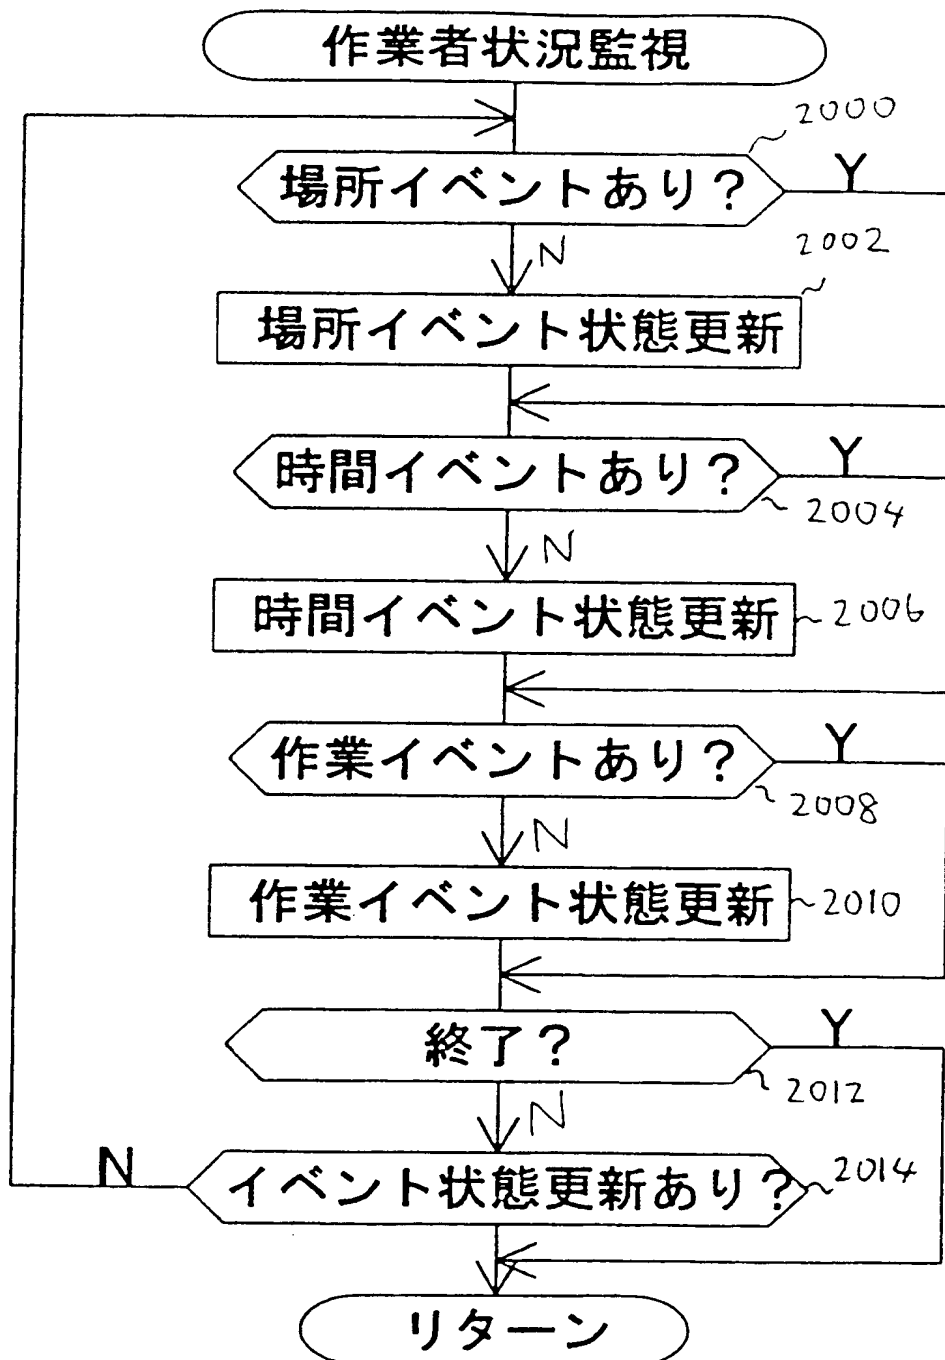 作業者状況監視
2000
場所イベントあり?
Y
N
2002
場所イベント状態更新
時間イベントあり?
Y
2004
N
時間イベント状態更新
2006
作業イベントあり?
Y
2008
N
作業イベント状態更新
2010
終了?
Y
2012
N
N
イベント状態更新あり?
2014
リターン